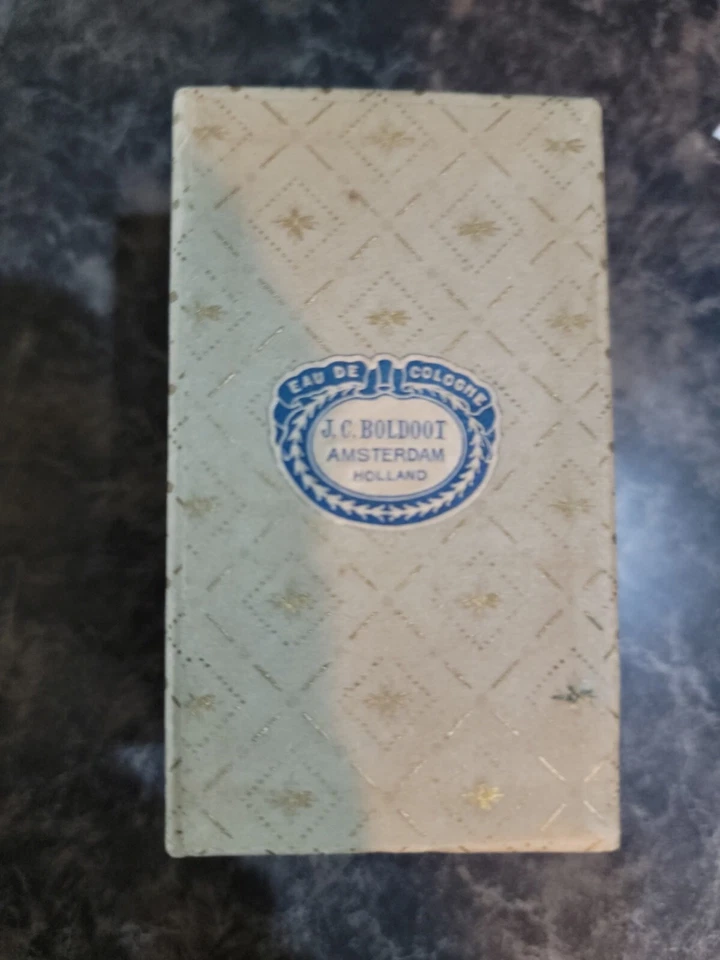 EAU DE COLOGNE
J. C. BOLDOOT
AMSTERDAM
HOLLAND